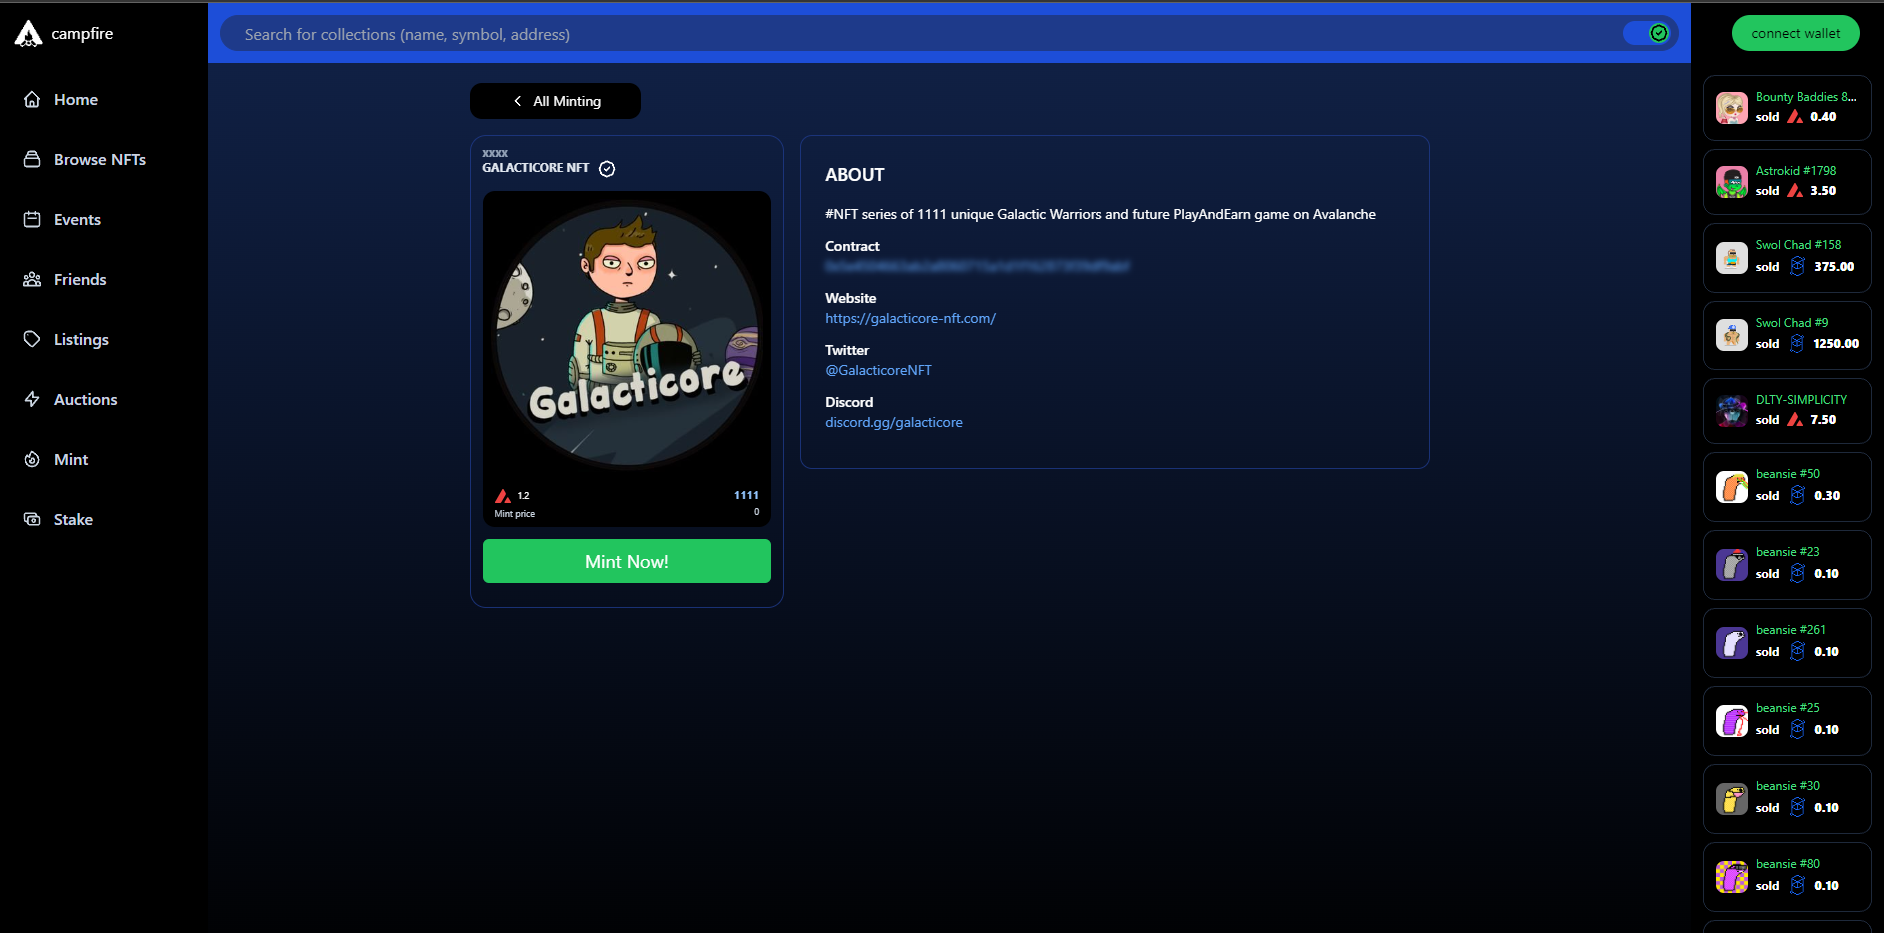 campfire
Home
Browse NFTs
Events
Friends
Listings
Auctions
Mint
Stake
Search for collections (name, symbol, address)
All Minting
xxxx
GALACTICORE NFT
Galacticore
1.2
Mint price
1111
0
Mint Now!
ABOUT
#NFT series of 1111 unique Galactic Warriors and future PlayAndEarn game on Avalanche
Contract
Website
https://galacticore-nft.com/
Twitter
@GalacticoreNFT
Discord
discord.gg/galacticore
connect wallet
Bounty Baddies 8...
sold 0.40
Astrokid #1798
sold 3.50
Swol Chad #158
sold 375.00
Swol Chad #9
sold 1250.00
DLTY-SIMPLICITY
sold 7.50
beansie #50
sold 0.30
beansie #23
sold 0.10
beansie #261
sold 0.10
beansie #25
sold 0.10
beansie #30
sold 0.10
beansie #80
sold 0.10